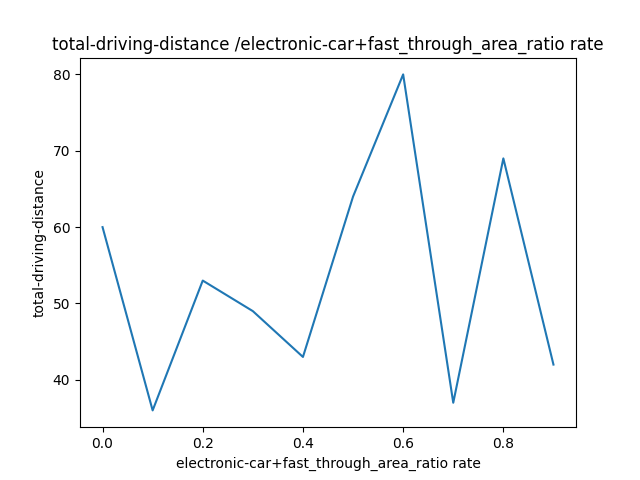 total-driving-distance /electronic-car+fast_through_area_ratio rate
80
70
60
50
40
total-driving-distance
0.0 0.2 0.4 0.6 0.8
electronic-car+fast_through_area_ratio rate